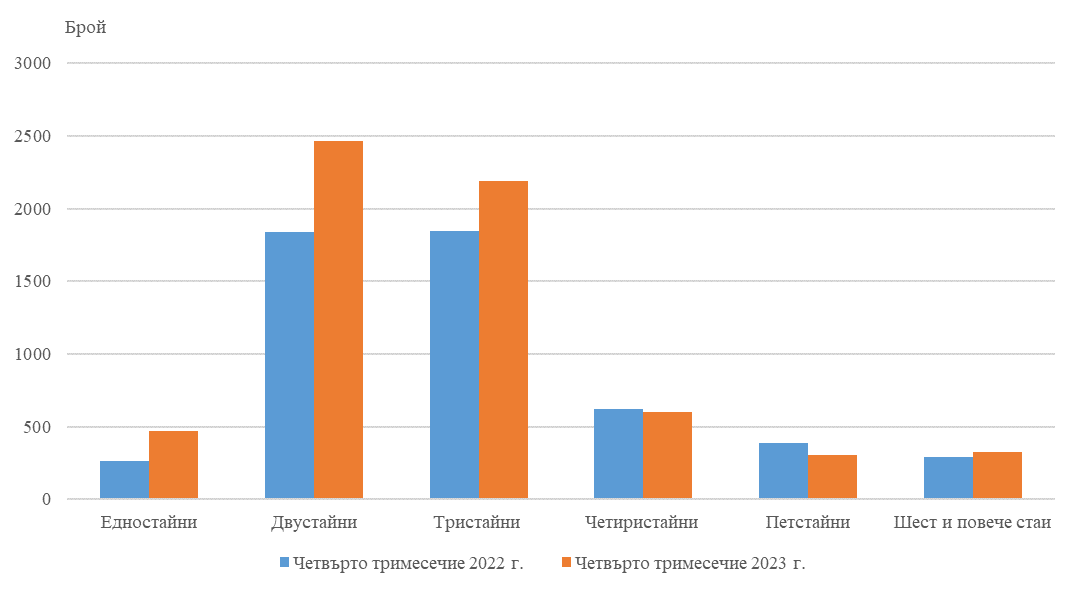 Брой
3000
2500
2000
1500
1000
500
0
Едностайни Двустайни Тристайни Четиристайни Петстайни Шест и повече стаи
Четвърто тримесечие 2022 г. Четвърто тримесечие 2023 г.